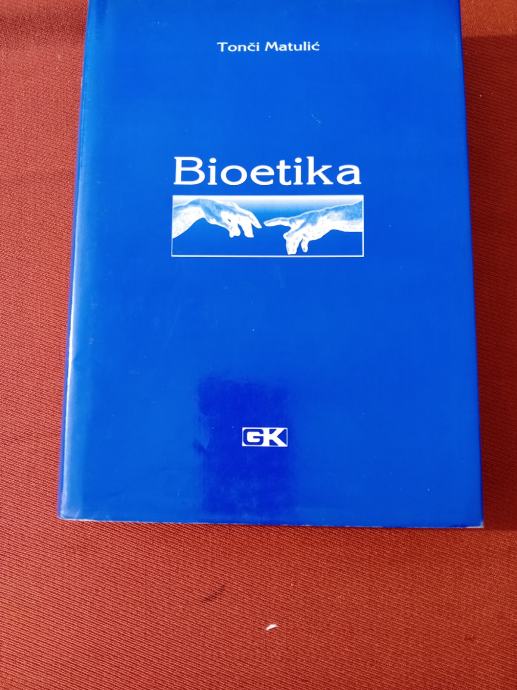 Tonči Matulić
Bioetika
GK